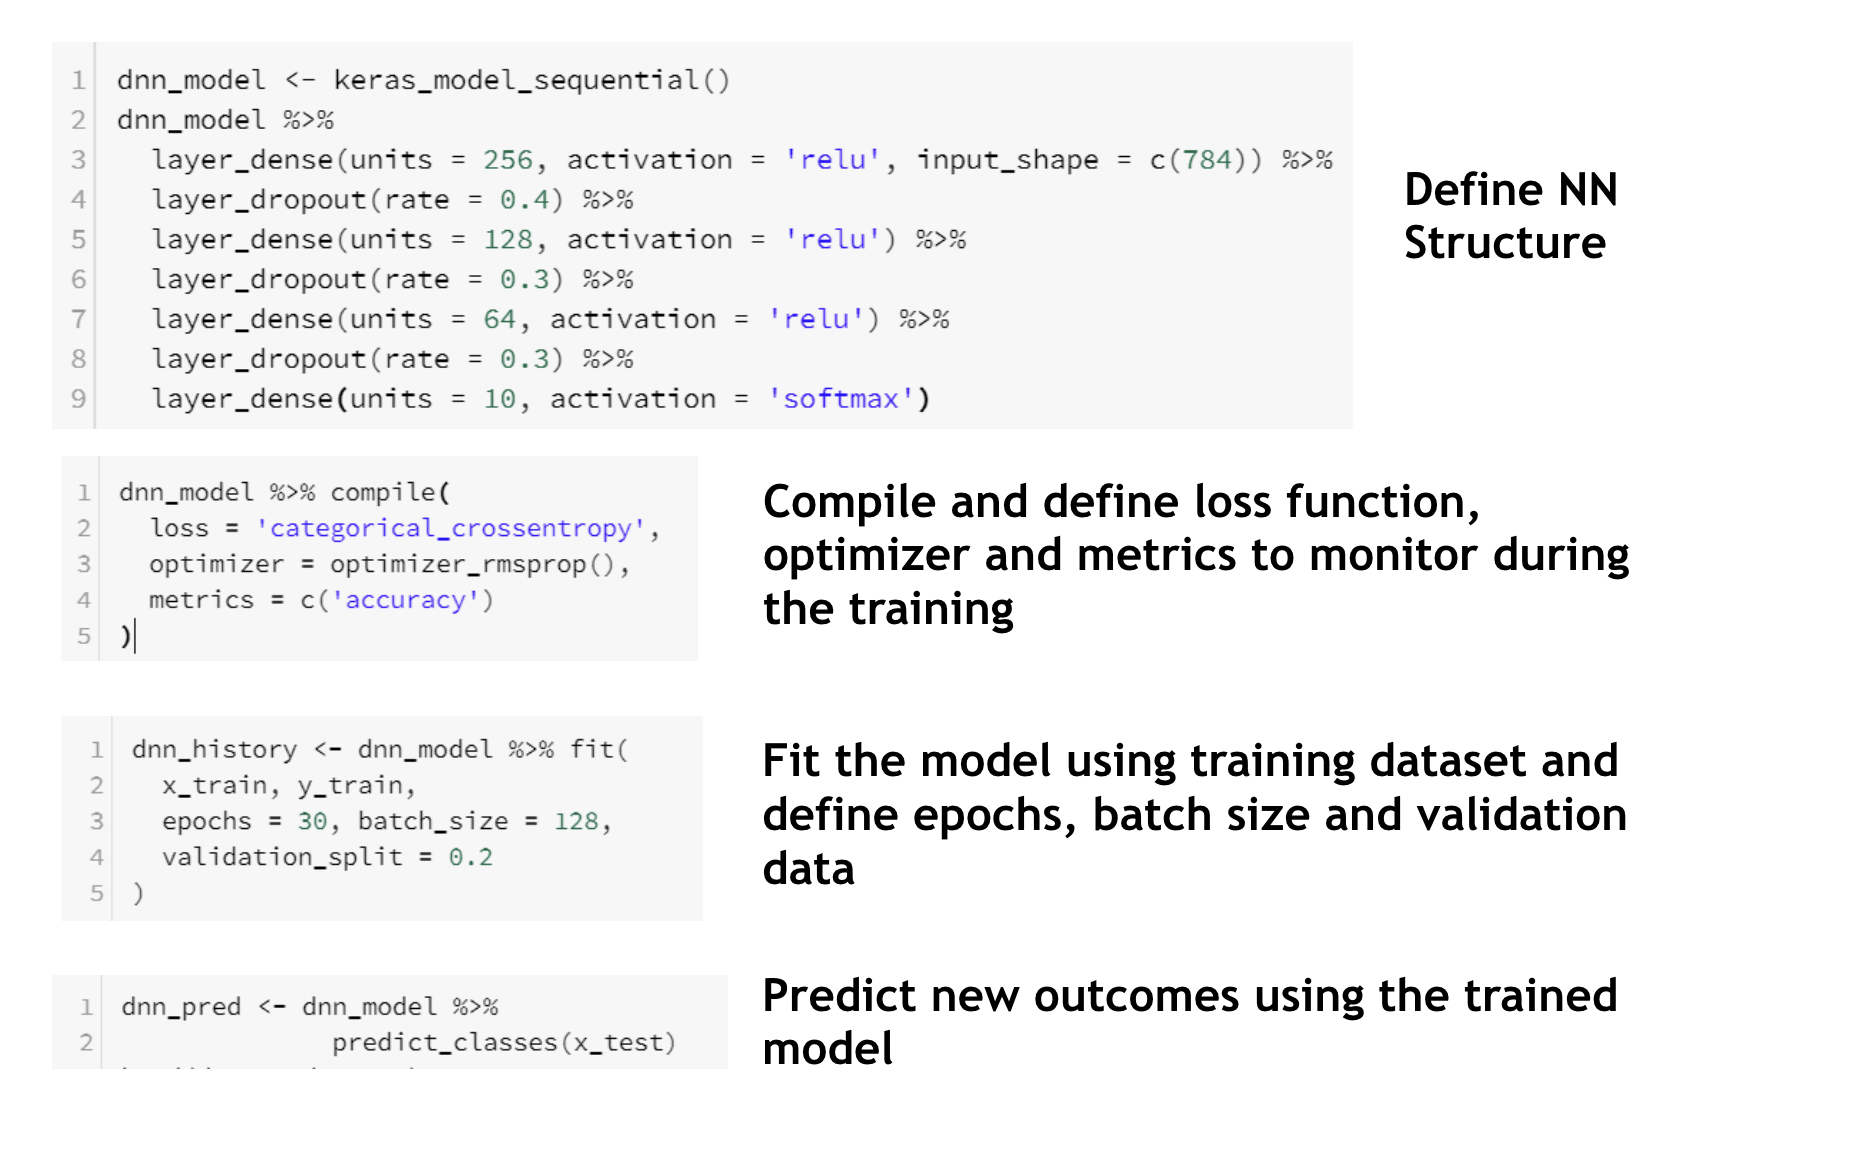 1 dnn_model <- keras_model_sequential()
2 dnn_model %>%
3 layer_dense(units = 256, activation = 'relu', input_shape = c(784)) %>%
4 layer_dropout(rate = 0.4) %>%
5 layer_dense(units = 128, activation = 'relu') %>%
6 layer_dropout(rate = 0.3) %>%
7 layer_dense(units = 64, activation = 'relu') %>%
8 layer_dropout(rate = 0.3) %>%
9 layer_dense(units = 10, activation = 'softmax')
Define NN
Structure
1 dnn_model %>% compile(
2 loss = 'categorical_crossentropy',
3 optimizer = optimizer_rmsprop(),
4 metrics = c('accuracy')
5 )
Compile and define loss function,
optimizer and metrics to monitor during
the training
1 dnn_history <- dnn_model %>% fit(
2 x_train, y_train,
3 epochs = 30, batch_size = 128,
4 validation_split = 0.2
5 )
Fit the model using training dataset and
define epochs, batch size and validation
data
1 dnn_pred <- dnn_model %>%
2 predict_classes(x_test)
Predict new outcomes using the trained
model